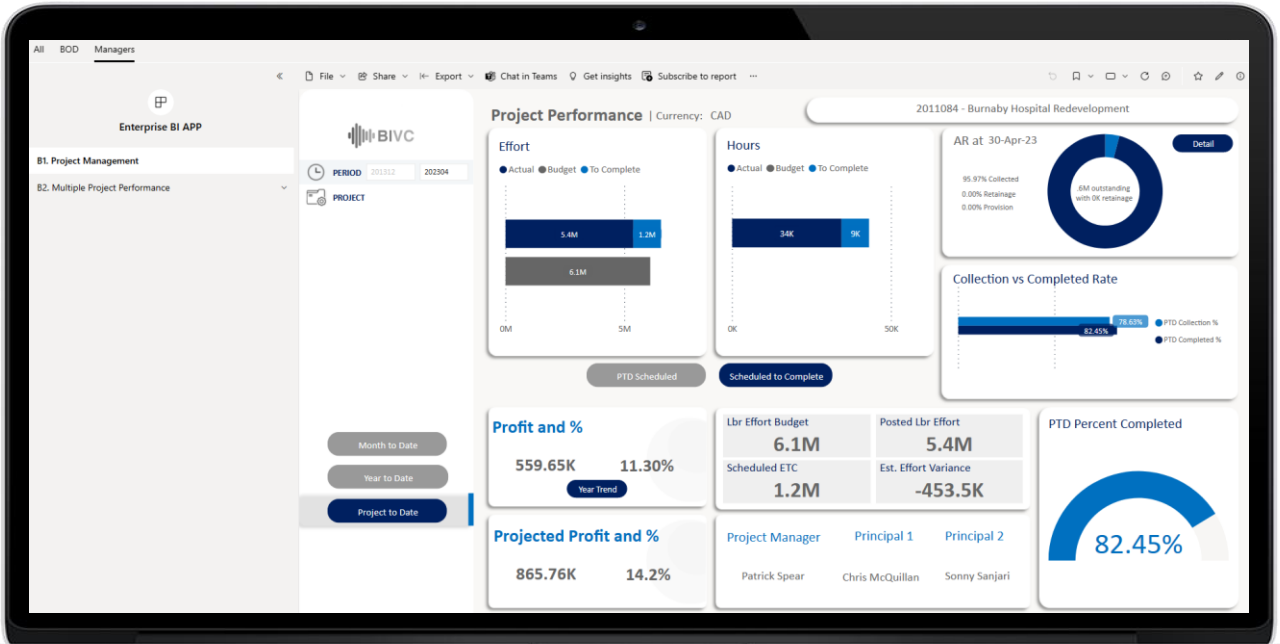 All BOD Managers
File Share Export Chat in Teams Get insights Subscribe to report ...
Enterprise BI APP
B1. Project Management
B2. Multiple Project Performance
BIVC
PERIOD 201312 202304
PROJECT
Month to Date
Year to Date
Project to Date
Project Performance | Currency: CAD
2011084 - Burnaby Hospital Redevelopment
Effort
Actual Budget To Complete
5.4M 1.2M
6.1M
0M 5M
Hours
Actual Budget To Complete
34K 9K
0K 50K
AR at 30-Apr-23
Detail
95.97% Collected
0.00% Retainage
0.00% Provision
.6M outstanding
with 0K retainage
Collection vs Completed Rate
78.63%
82.45%
PTD Collection %
PTD Completed %
PTD Scheduled
Scheduled to Complete
Profit and %
559.65K 11.30%
Year Trend
Lbr Effort Budget
6.1M
Posted Lbr Effort
5.4M
Scheduled ETC
1.2M
Est. Effort Variance
-453.5K
PTD Percent Completed
82.45%
Projected Profit and %
865.76K 14.2%
Project Manager Principal 1 Principal 2
Patrick Spear Chris McQuillan Sonny Sanjari